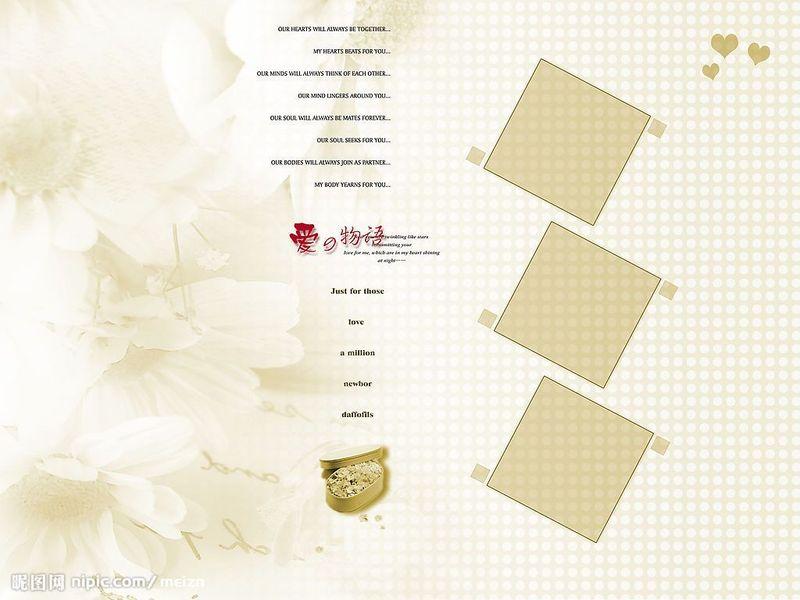 OUR HEARTS WILL ALWAYS BE TOGETHER...
MY HEARTS BEATS FOR YOU...
OUR MINDS WILL ALWAYS THINK OF EACH OTHER...
OUR MIND LINGERS AROUND YOU...
OUR SOUL WILL ALWAYS BE MATES FOREVER...
OUR SOUL SEEKS FOR YOU...
OUR BODIES WILL ALWAYS JOIN AS PARTNER...
MY BODY YEARNS FOR YOU...
愛の物语
twinkling like stars
your
love for me, which are in my heart shining
at night-----
Just for those
love
a million
newbor
daffofils
and
昵图网 nipic.com/meizn